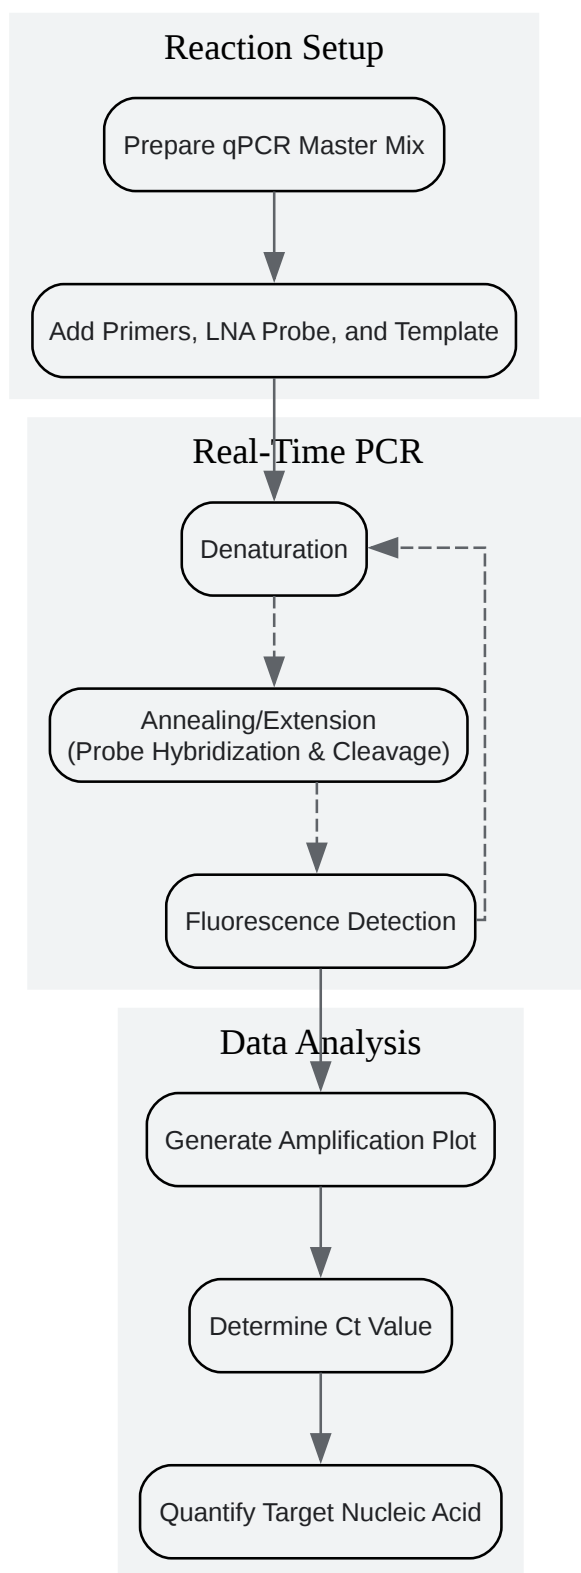 Reaction Setup
Prepare qPCR Master Mix
Add Primers, LNA Probe, and Template
Real-Time PCR
Denaturation
Annealing/Extension
(Probe Hybridization & Cleavage)
Fluorescence Detection
Data Analysis
Generate Amplification Plot
Determine Ct Value
Quantify Target Nucleic Acid